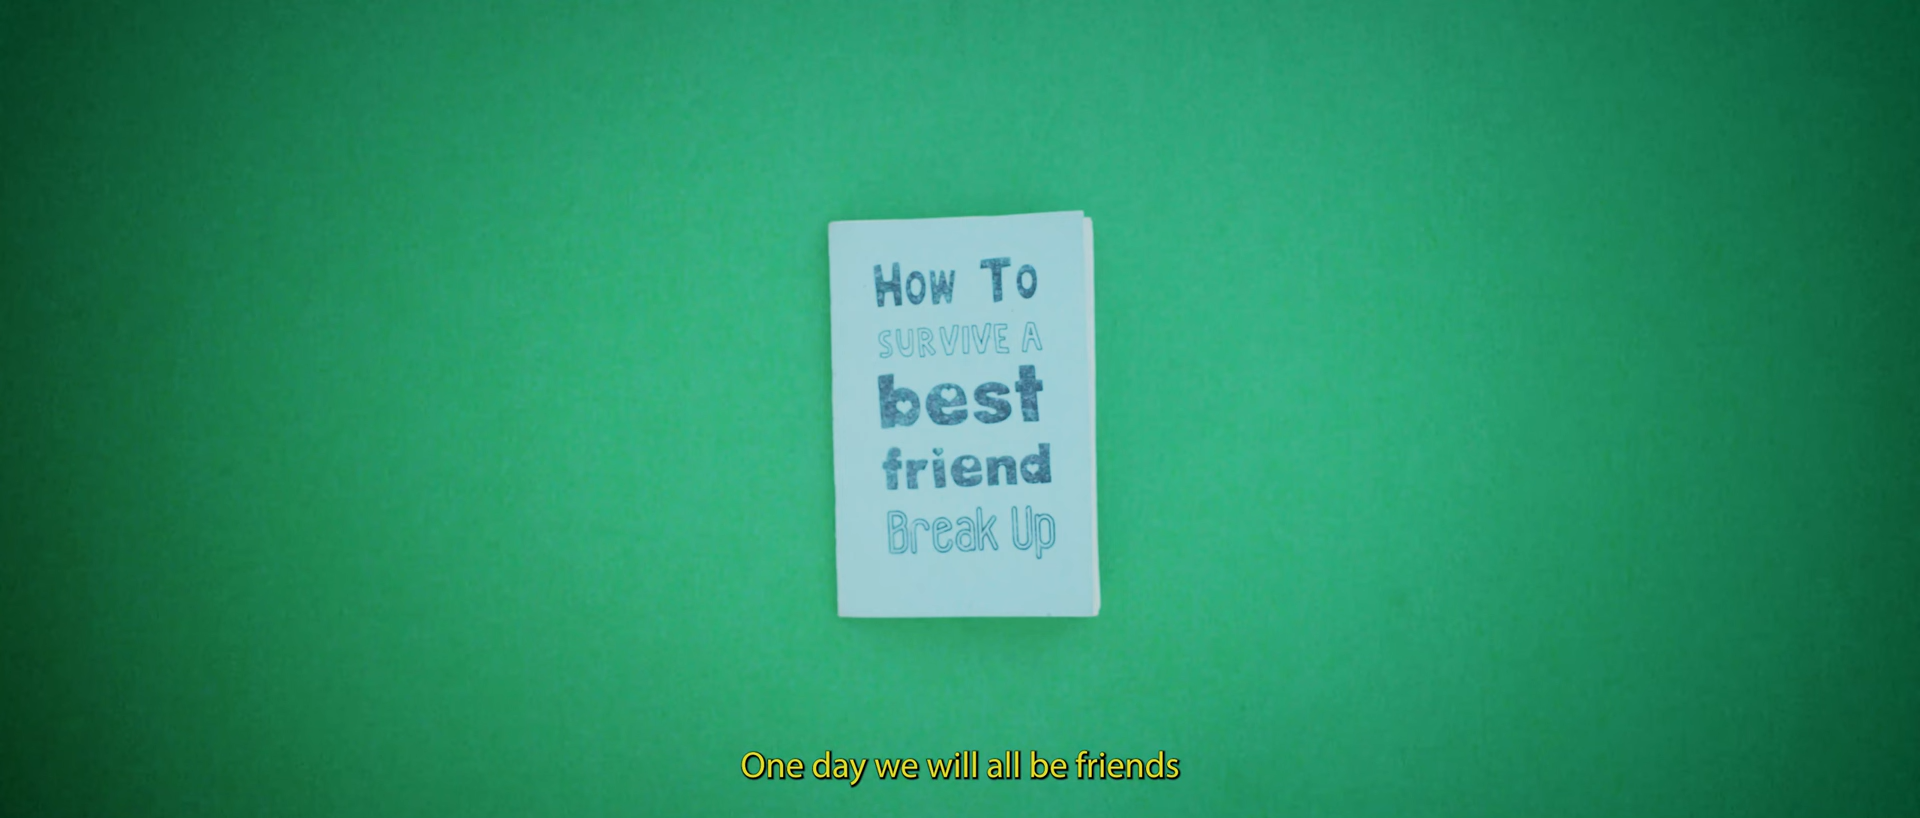 How To
SURVIVE A
best
friend
Break Up
One day we will all be friends